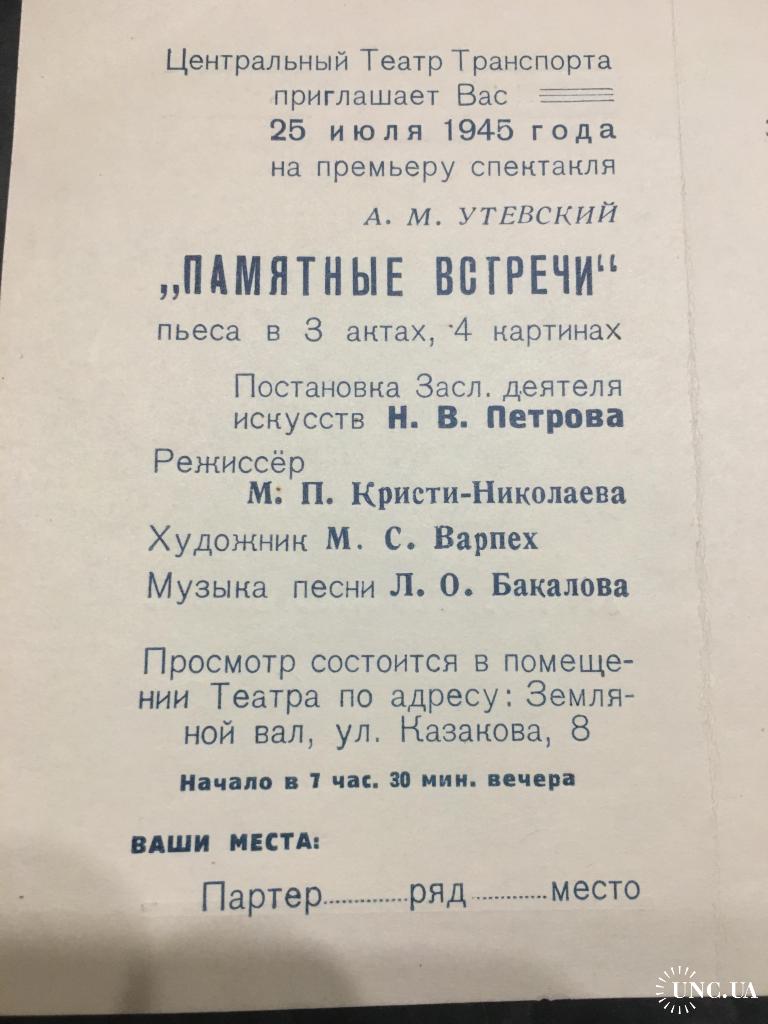 Центральный Театр Транспорта
приглашает Вас
25 июля 1945 года
на премьеру спектакля
А. М. УТЕВСКИЙ
„ПАМЯТНЫЕ ВСТРЕЧИ“
пьеса в 3 актах, 4 картинах
Постановка Засл. деятеля
искусств Н. В. Петрова
Режиссёр
М. П. Кристи-Николаева
Художник М. С. Варпех
Музыка песни Л. О. Бакалова
Просмотр состоится в помеще-
нии Театра по адресу: Земля-
ной вал, ул. Казакова, 8
Начало в 7 час. 30 мин. вечера
ВАШИ МЕСТА:
Партер..........ряд..........место
UNC.UA